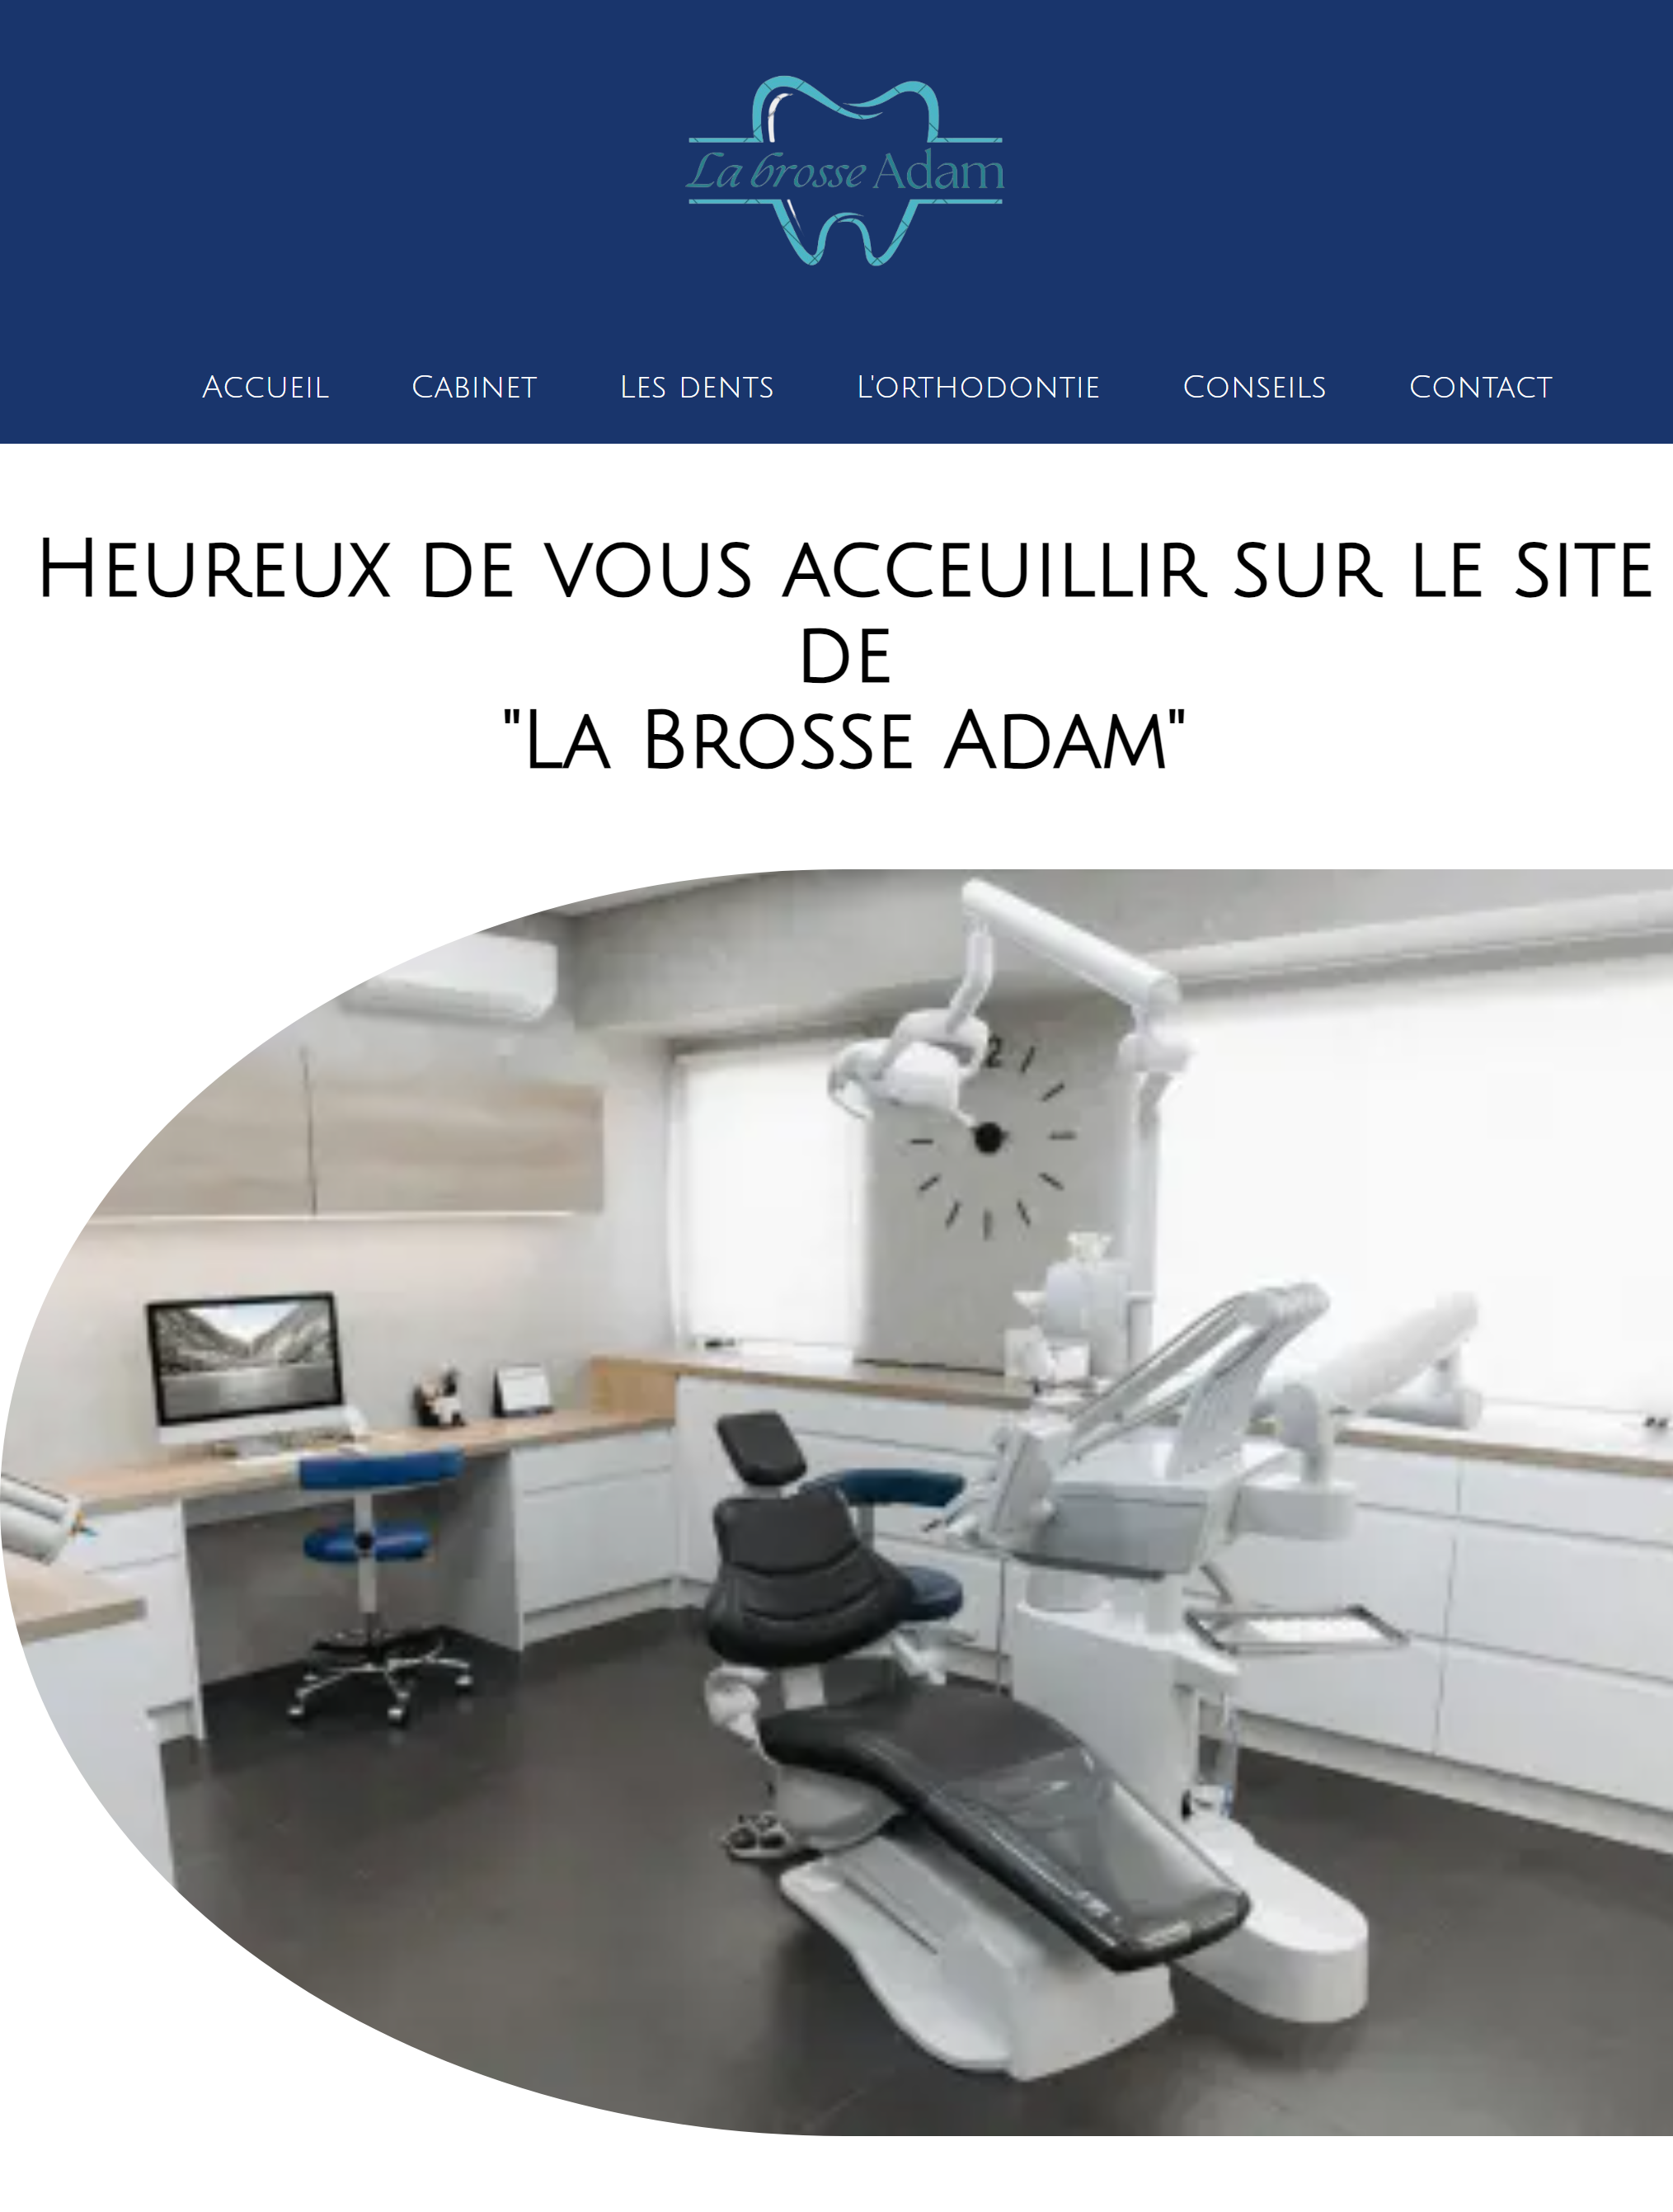 La brosse Adam
Accueil Cabinet Les dents L'orthodontie Conseils Contact
Heureux de vous acceuillir sur le site
de
"La Brosse Adam"
2